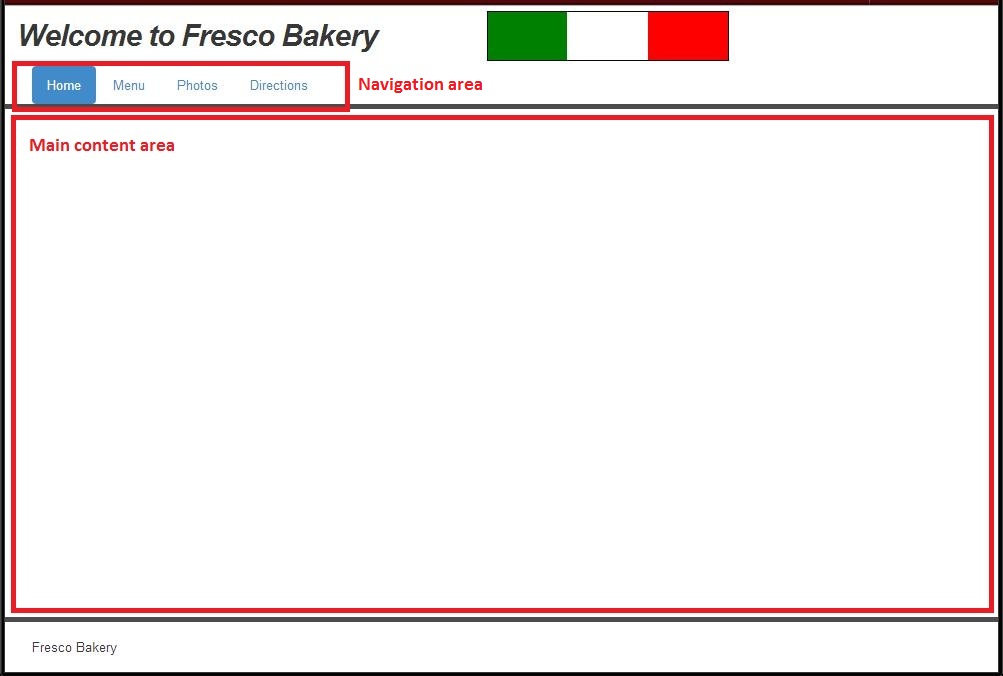 Welcome to Fresco Bakery
Home Menu Photos Directions Navigation area
Main content area
Fresco Bakery